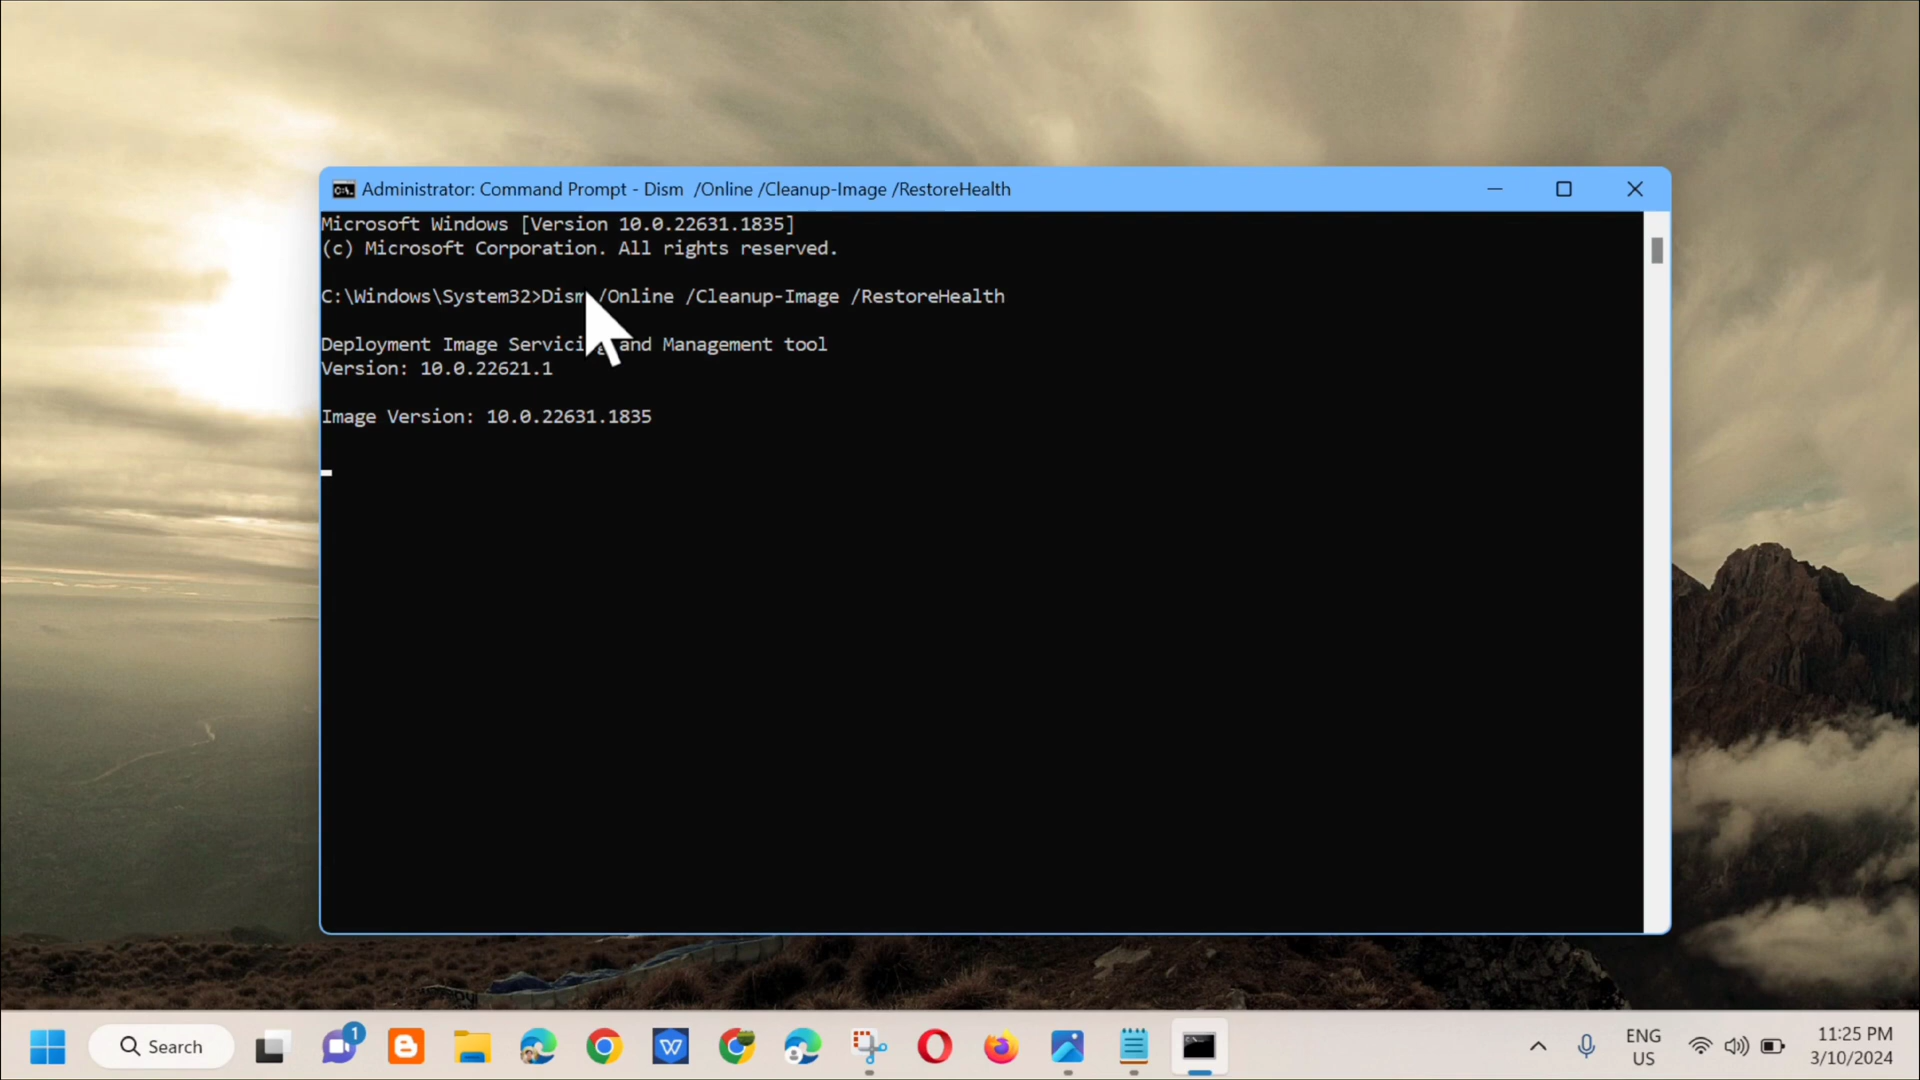 Administrator: Command Prompt - Dism  /Online /Cleanup-Image /RestoreHealth
Microsoft Windows [Version 10.0.22631.1835]
(c) Microsoft Corporation. All rights reserved.
C:\Windows\System32>Dism /Online /Cleanup-Image /RestoreHealth
Deployment Image Servicing and Management tool
Version: 10.0.22621.1
Image Version: 10.0.22631.1835
Search
1
ENG
US
11:25 PM
3/10/2024